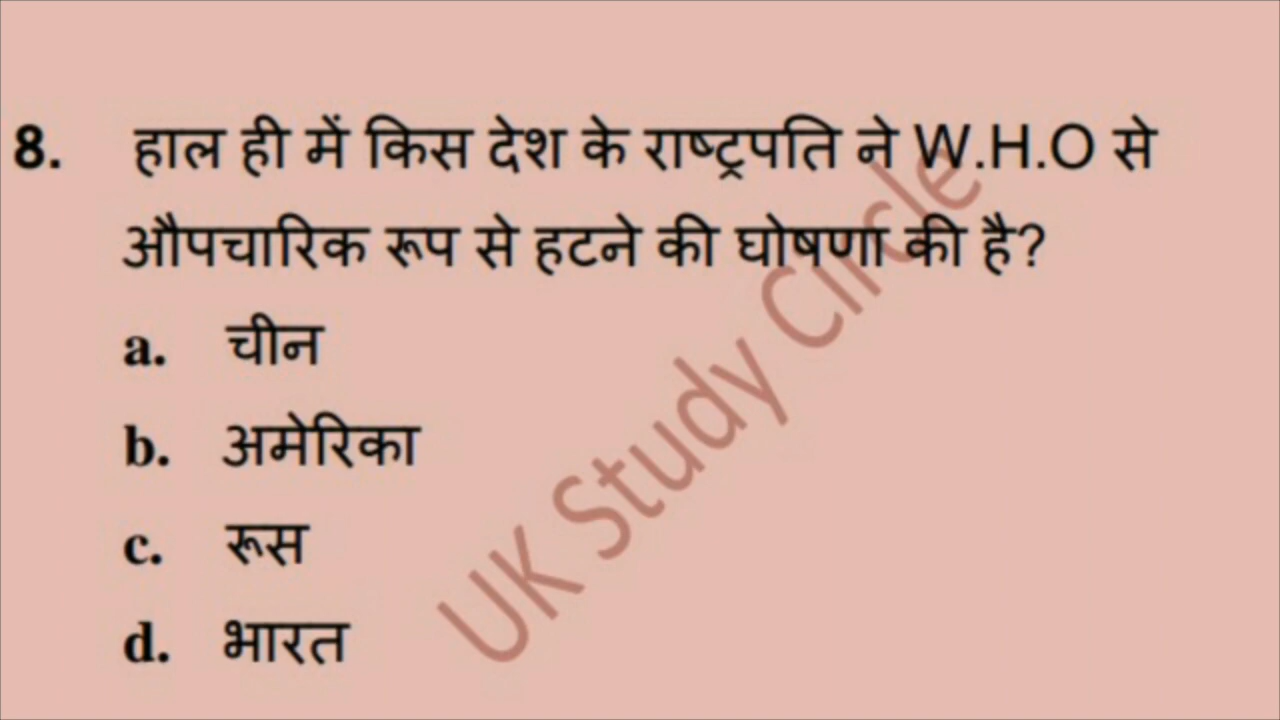 8. हाल ही में किस देश के राष्ट्रपति ने W.H.O से
औपचारिक रूप से हटने की घोषणा की है?
a. चीन
b. अमेरिका
c. रूस
d. भारत
UK Study Circle